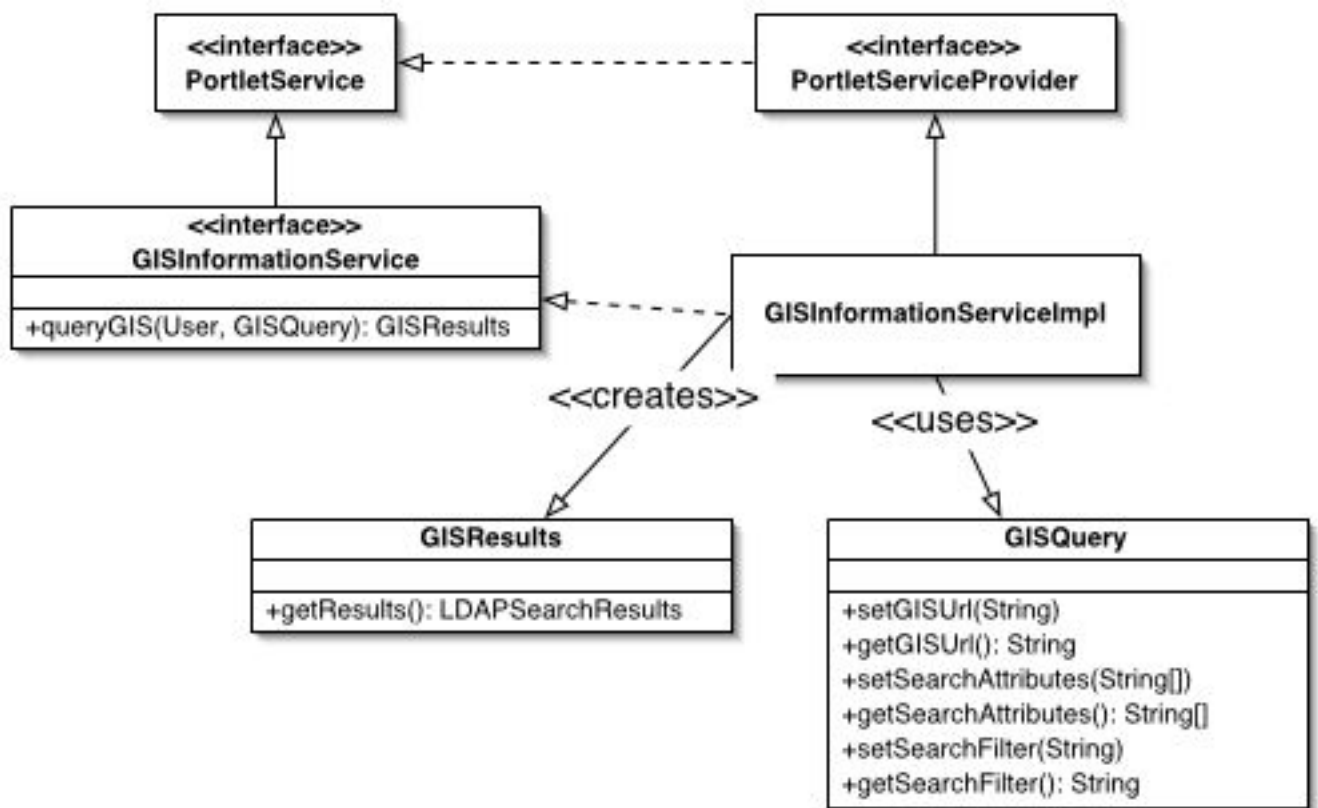 <<interface>>
PortletService
<<interface>>
PortletServiceProvider
<<interface>>
GISInformationService
+queryGIS(User, GISQuery): GISResults
GISInformationServiceImpl
<<creates>>
<<uses>>
GISResults
+getResults(): LDAPSearchResults
GISQuery
+setGISUrl(String)
+getGISUrl(): String
+setSearchAttributes(String[])
+getSearchAttributes(): String[]
+setSearchFilter(String)
+getSearchFilter(): String